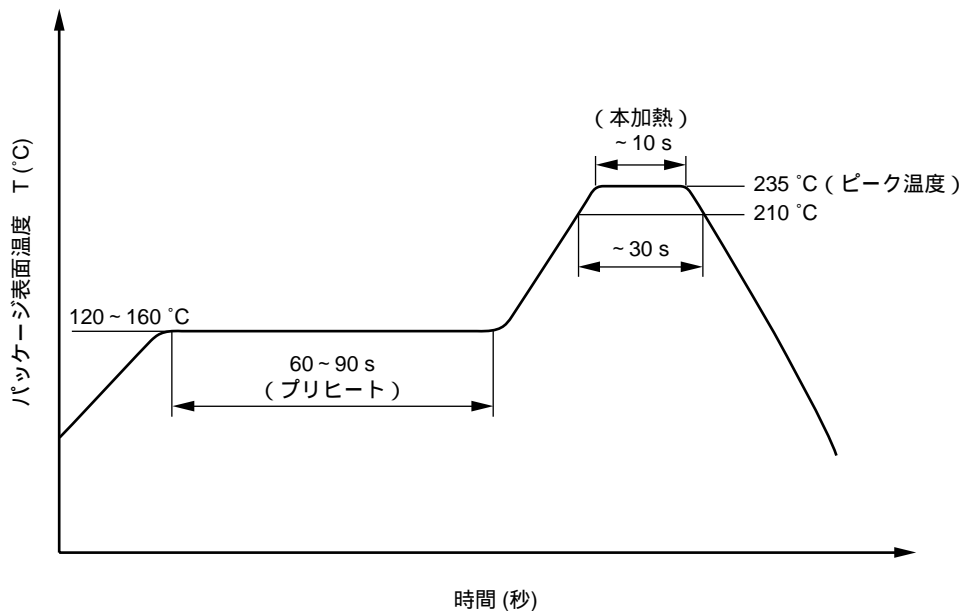 (本加熱)
~10 s
235 ˚C(ピーク温度)
210 ˚C
~30 s
パッケージ表面温度 T (˚C)
120~160 ˚C
60~90 s
(プリヒート)
時間 (秒)